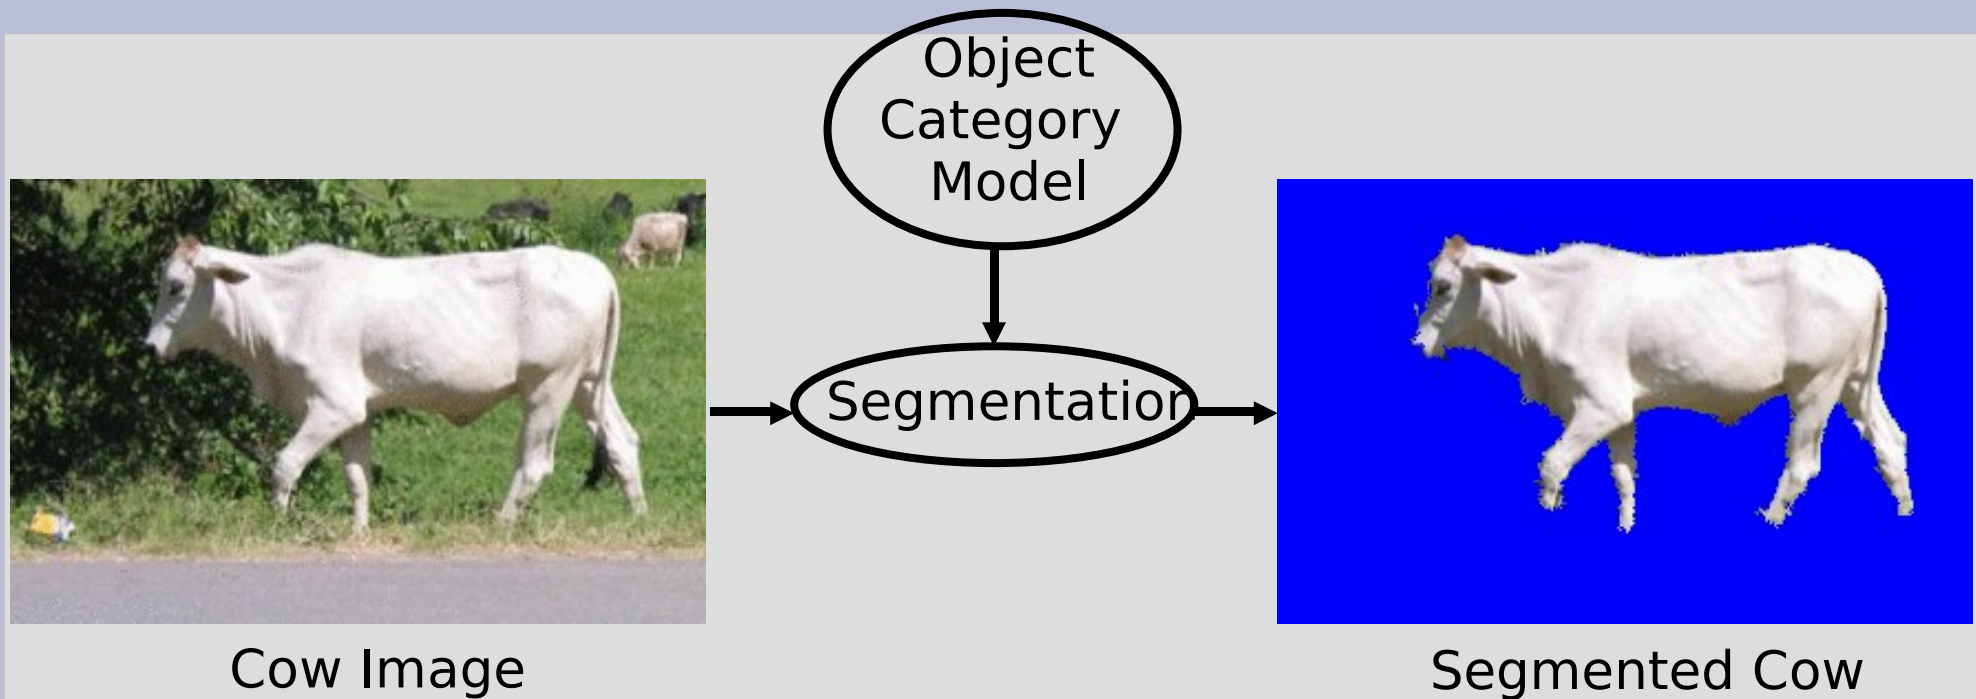 Object
Category
Model
Segmentation
Cow Image
Segmented Cow